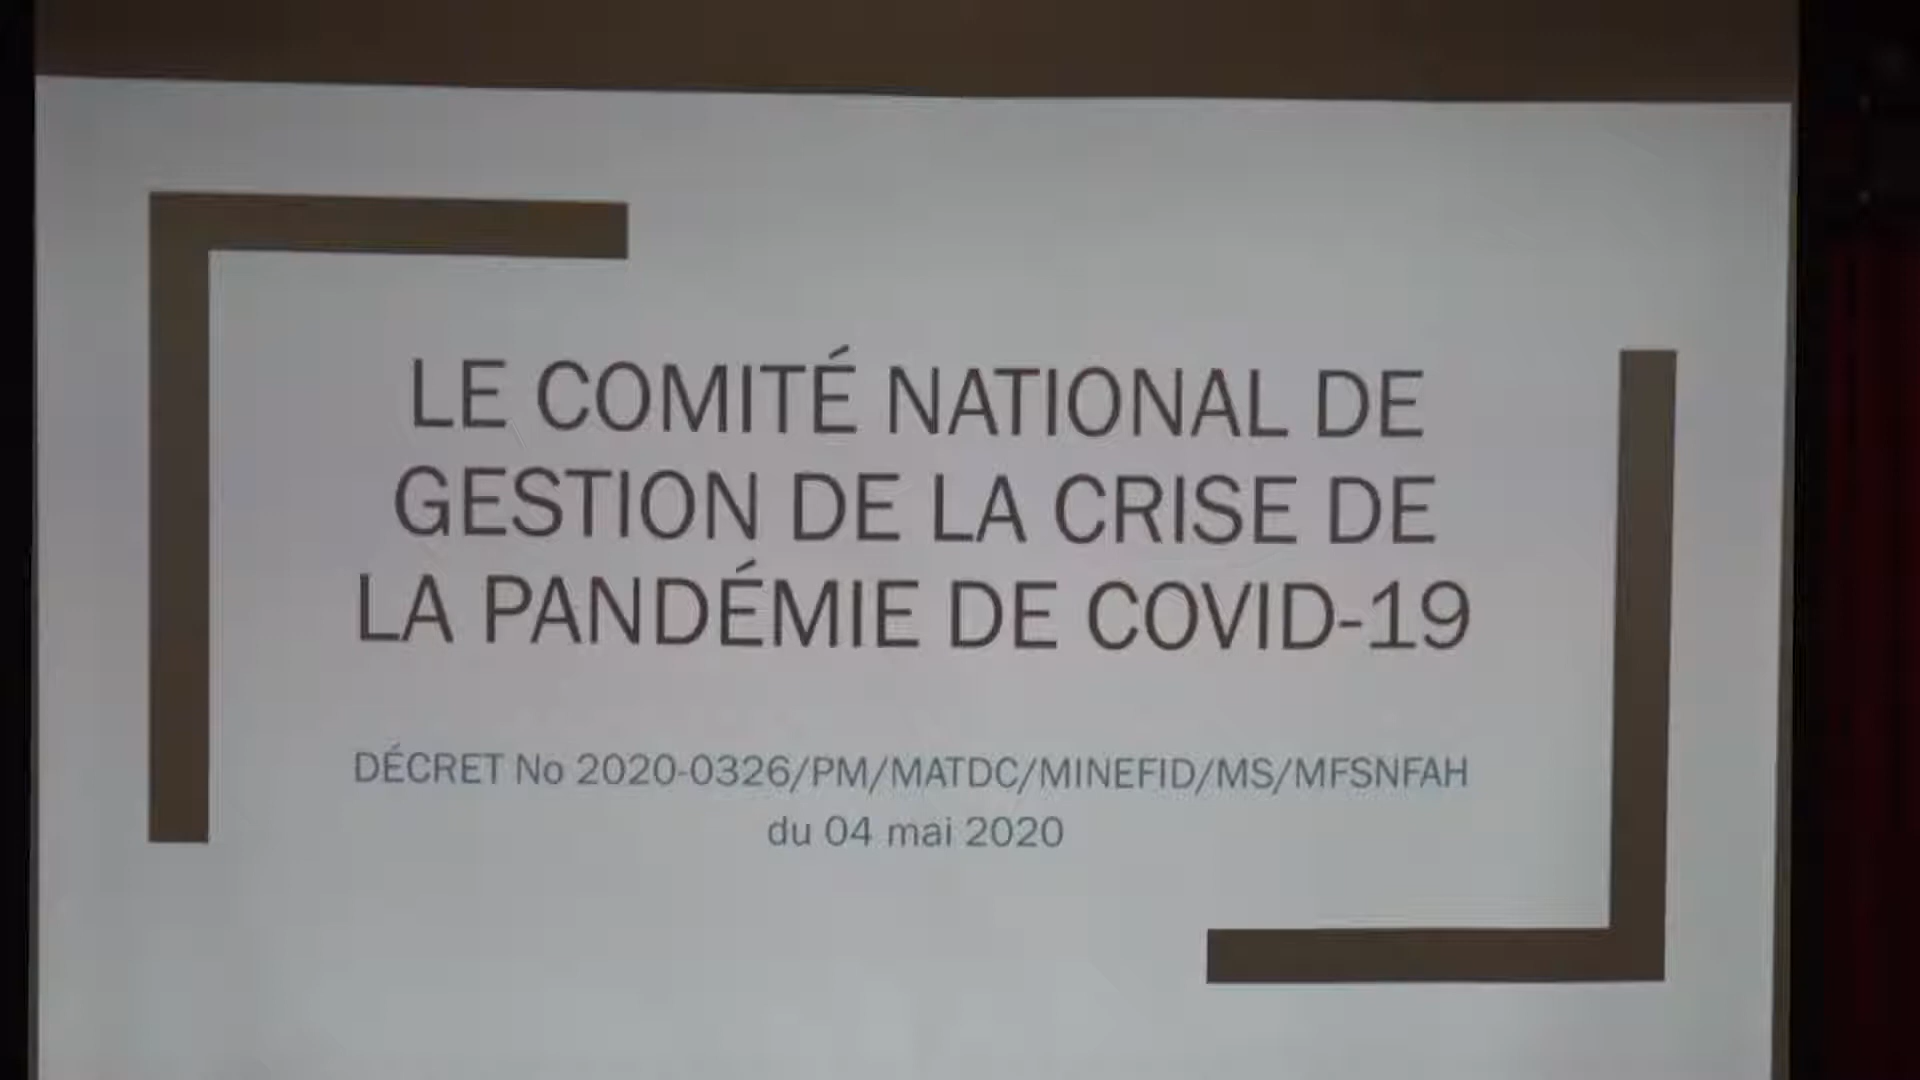 LE COMITÉ NATIONAL DE
GESTION DE LA CRISE DE
LA PANDÉMIE DE COVID-19
DÉCRET No 2020-0326/PM/MATDC/MINEFID/MS/MFSNFAH
du 04 mai 2020